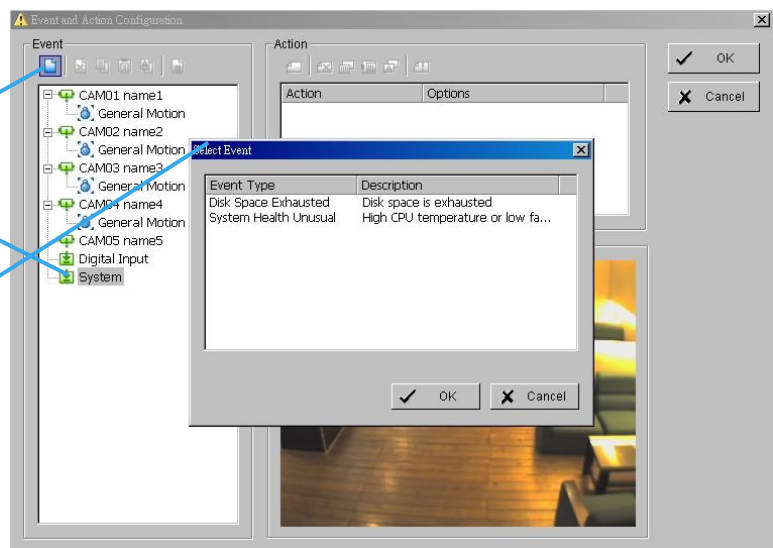 Event and Action Configuration
Event
Action
OK
Cancel
CAM01 name1
General Motion
CAM02 name2
General Motion
CAM03 name3
General Motion
CAM04 name4
General Motion
CAM05 name5
Digital Input
System
Action Options
Select Event
Event Type Description
Disk Space Exhausted Disk space is exhausted
System Health Unusual High CPU temperature or low fa...
OK
Cancel